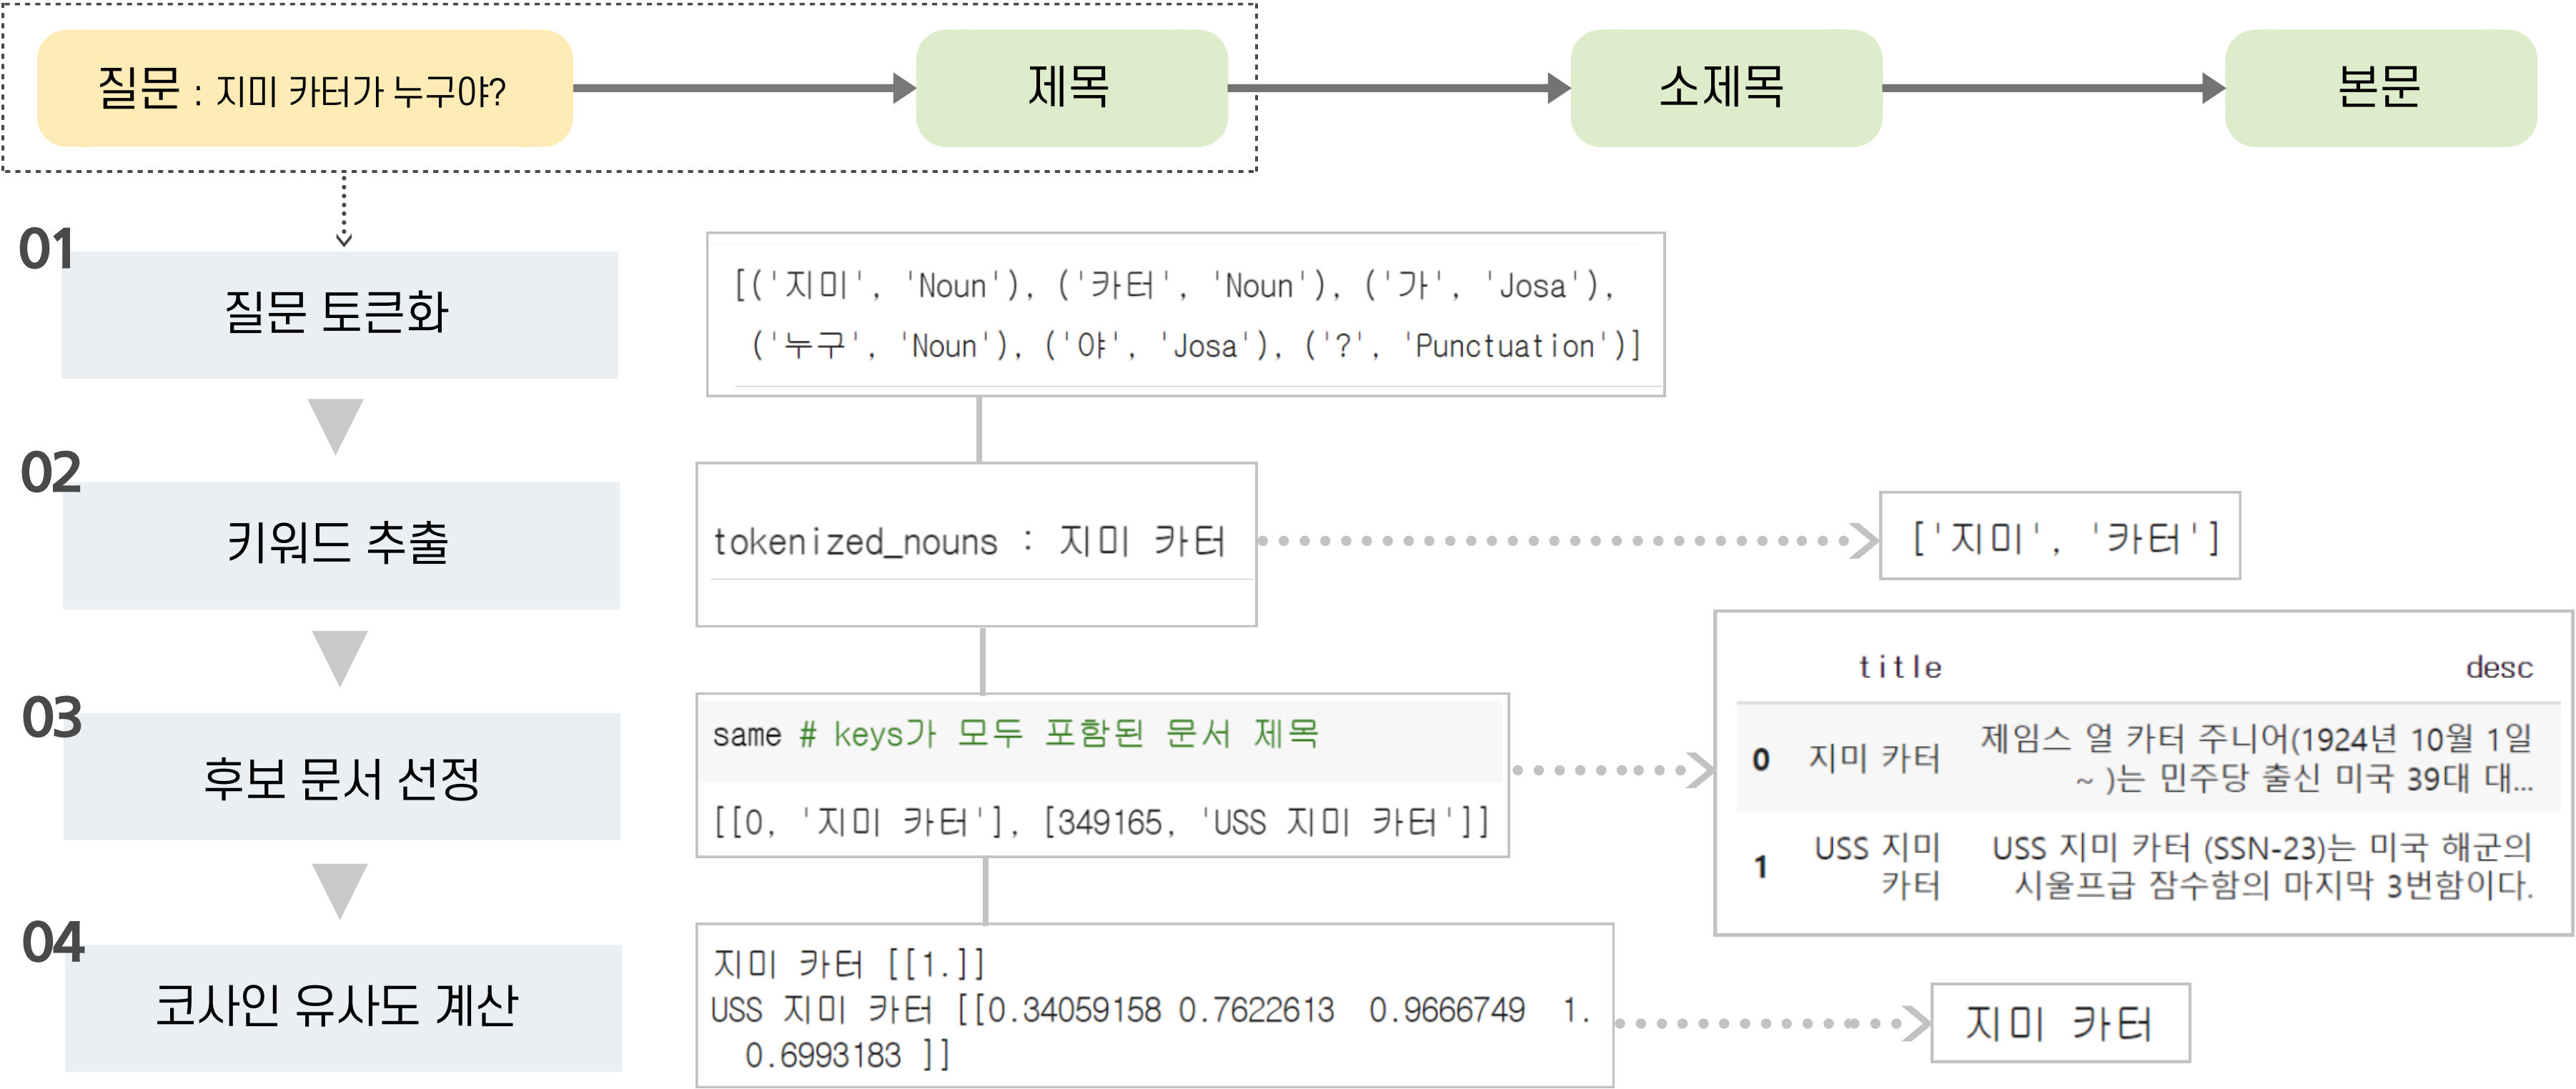 질문 : 지미 카터가 누구야?
제목
소제목
본문
01
질문 토큰화
[('지미', 'Noun'), ('카터', 'Noun'), ('가', 'Josa'),
('누구', 'Noun'), ('야', 'Josa'), ('?', 'Punctuation')]
02
키워드 추출
tokenized_nouns : 지미 카터
['지미', '카터']
03
후보 문서 선정
same # keys가 모두 포함된 문서 제목
[[0, '지미 카터'], [349165, 'USS 지미 카터']]
title desc
0 지미 카터 제임스 얼 카터 주니어(1924년 10월 1일
~ )는 민주당 출신 미국 39대 대...
1 USS 지미 USS 지미 카터 (SSN-23)는 미국 해군의
카터 시울프급 잠수함의 마지막 3번함이다.
04
코사인 유사도 계산
지미 카터 [[1.]]
USS 지미 카터 [[0.34059158 0.7622613 0.9666749 1.
0.6993183 ]]
지미 카터